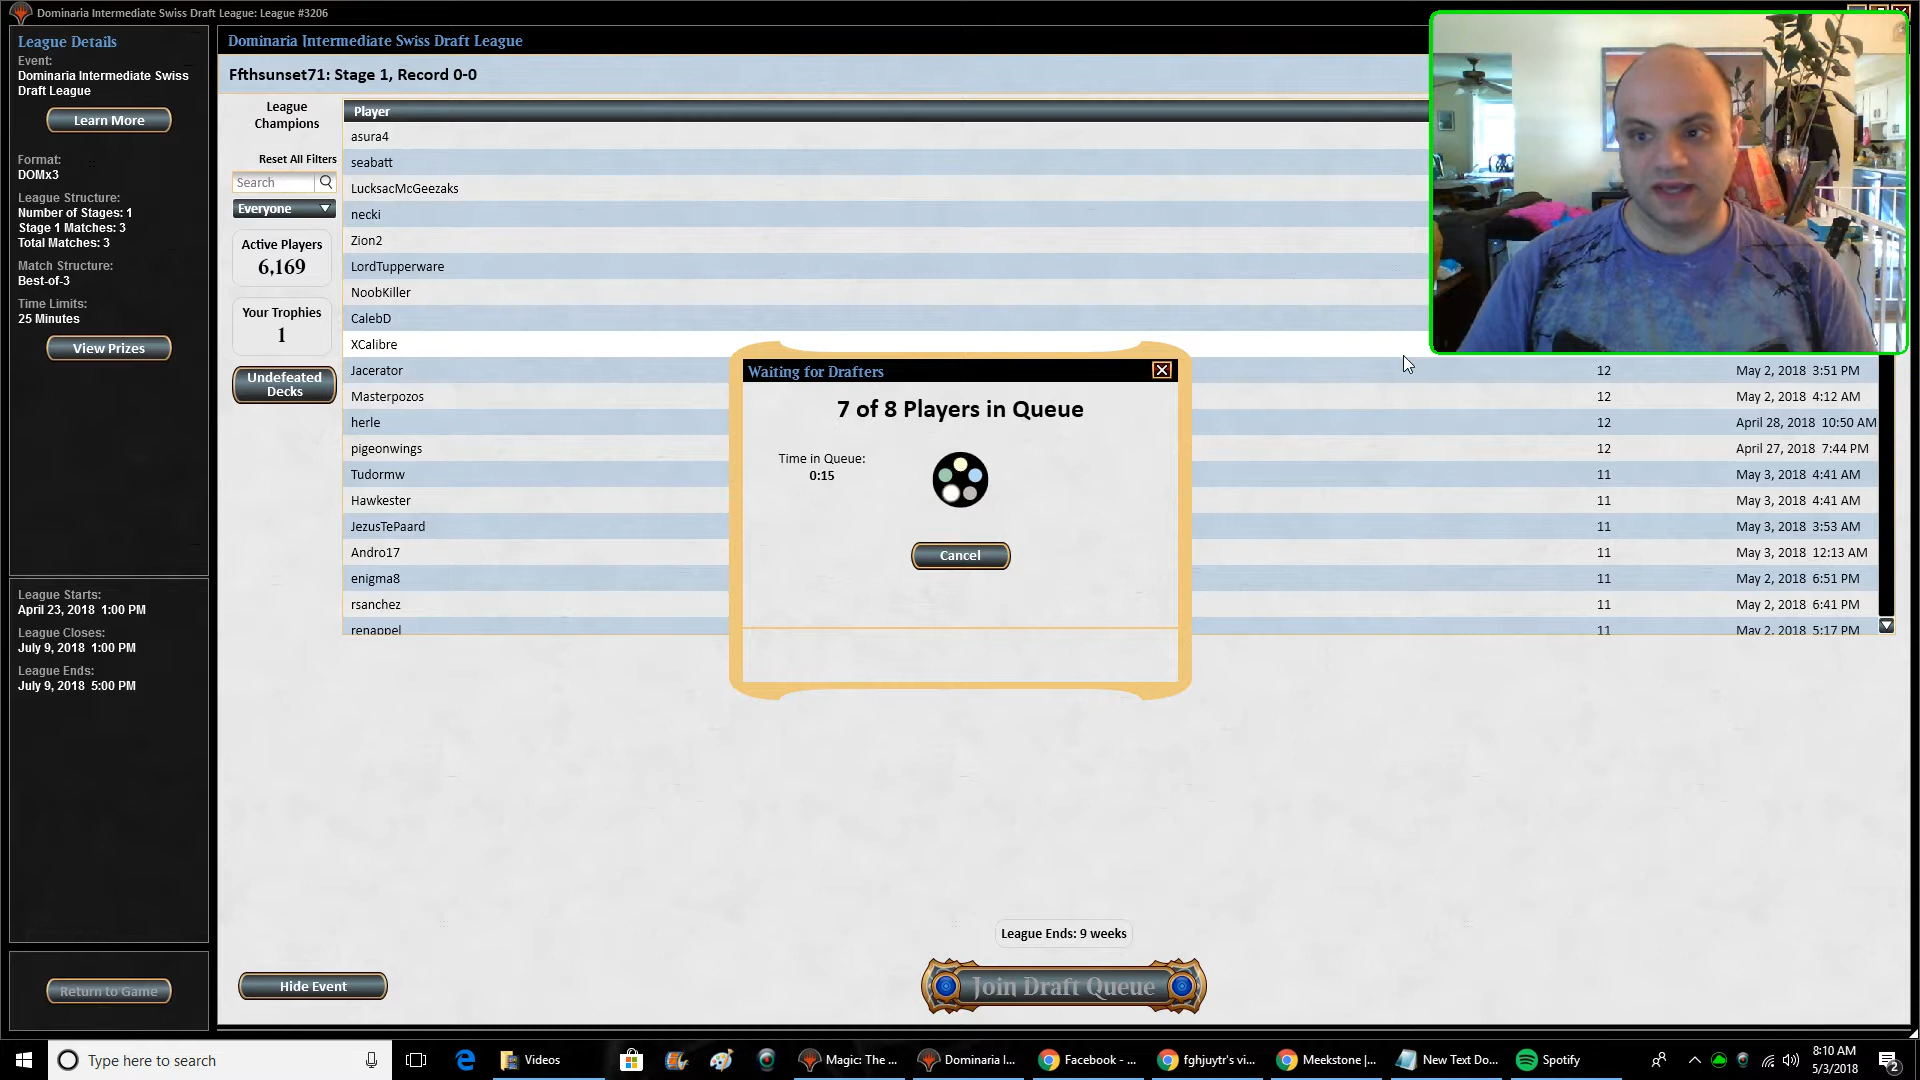 Dominaria Intermediate Swiss Draft League: League #3206
League Details
Event:
Dominaria Intermediate Swiss
Draft League
Learn More
Format:
DOMx3
League Structure:
Number of Stages: 1
Stage 1 Matches: 3
Total Matches: 3
Match Structure:
Best-of-3
Time Limits:
25 Minutes
View Prizes
League Starts:
April 23, 2018 1:00 PM
League Closes:
July 9, 2018 1:00 PM
League Ends:
July 9, 2018 5:00 PM
Return to Game
Dominaria Intermediate Swiss Draft League
Ffthsunset71: Stage 1, Record 0-0
League
Champions
Reset All Filters
Search
Everyone
Active Players
6,169
Your Trophies
1
Undefeated
Decks
Player
asura4
seabatt
LucksacMcGeezaks
necki
Zion2
LordTupperware
NoobKiller
CalebD
XCalibre
Jacerator 12 May 2, 2018 3:51 PM
Masterpozos 12 May 2, 2018 4:12 AM
herle 12 April 28, 2018 10:50 AM
pigeonwings 12 April 27, 2018 7:44 PM
Tudormw 11 May 3, 2018 4:41 AM
Hawkester 11 May 3, 2018 4:41 AM
JezusTePaard 11 May 3, 2018 3:53 AM
Andro17 11 May 3, 2018 12:13 AM
enigma8 11 May 2, 2018 6:51 PM
rsanchez 11 May 2, 2018 6:41 PM
renappel 11 May 2, 2018 5:17 PM
Waiting for Drafters
7 of 8 Players in Queue
Time in Queue:
0:15
Cancel
League Ends: 9 weeks
Hide Event
Join Draft Queue
Type here to search
Videos
Magic: The ...
Dominaria I...
Facebook - ...
fghjuytr's vi...
Meekstone |...
New Text Do...
Spotify
8:10 AM
5/3/2018
2